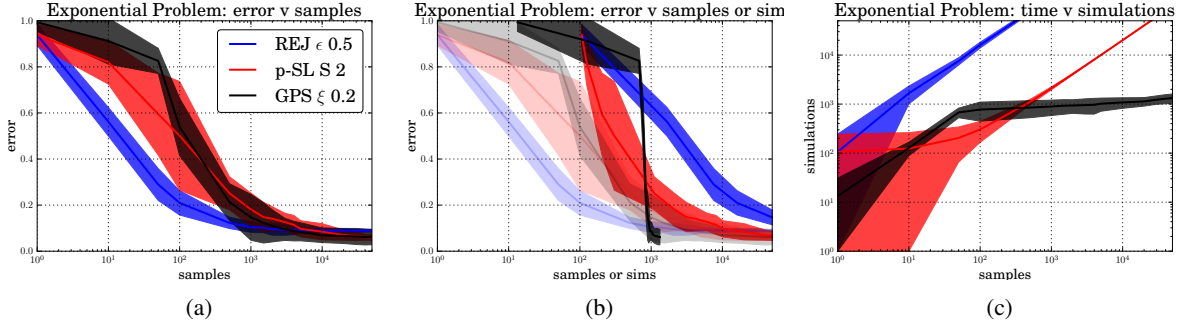 Exponential Problem: error v samples
error
1.0
0.8
0.6
0.4
0.2
0.0
REJ ϵ 0.5
p-SL S 2
GPS ξ 0.2
10⁰ 10¹ 10² 10³ 10⁴
samples
(a)
Exponential Problem: error v samples or sim
error
1.0
0.8
0.6
0.4
0.2
0.0
10⁰ 10¹ 10² 10³ 10⁴
samples or sims
(b)
Exponential Problem: time v simulations
simulations
10⁴
10³
10²
10¹
10⁰
10⁰ 10¹ 10² 10³ 10⁴
samples
(c)